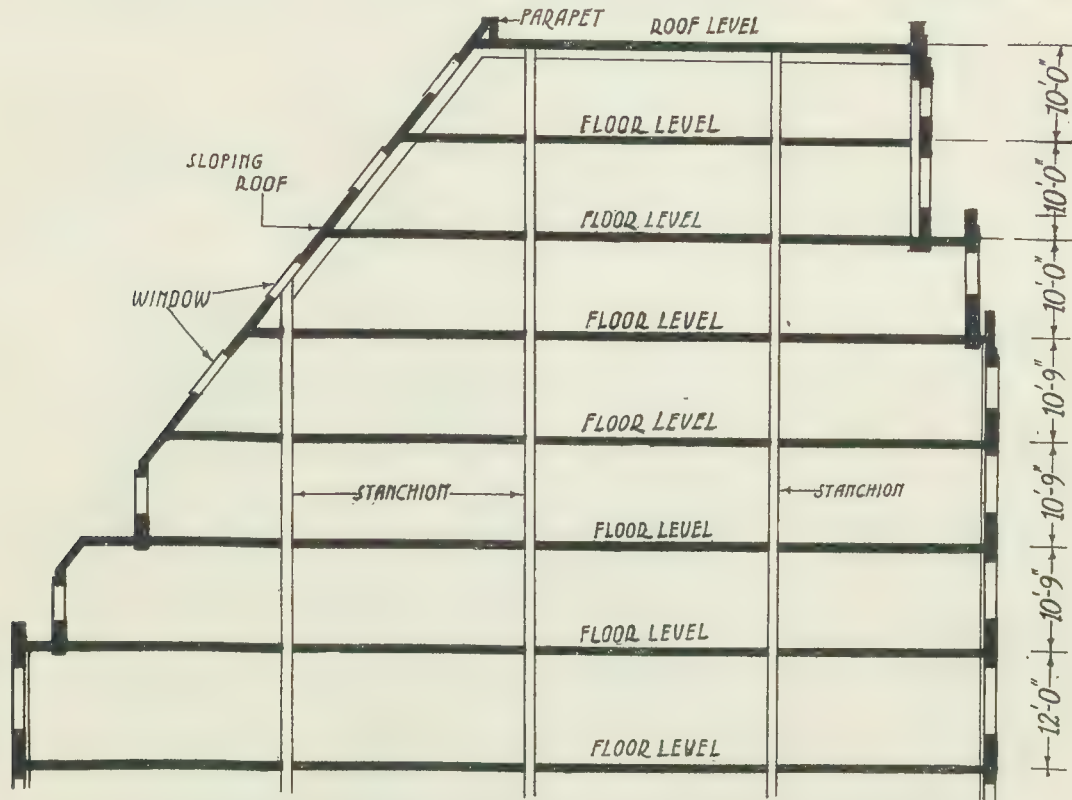 PARAPET
ROOF LEVEL
10'-0"
FLOOR LEVEL
SLOPING
ROOF
10'-0"
FLOOR LEVEL
WINDOW
10'-0"
FLOOR LEVEL
10'-9"
FLOOR LEVEL
STANCHION
STANCHION
10'-9"
FLOOR LEVEL
10'-9"
FLOOR LEVEL
12'-0"
FLOOR LEVEL